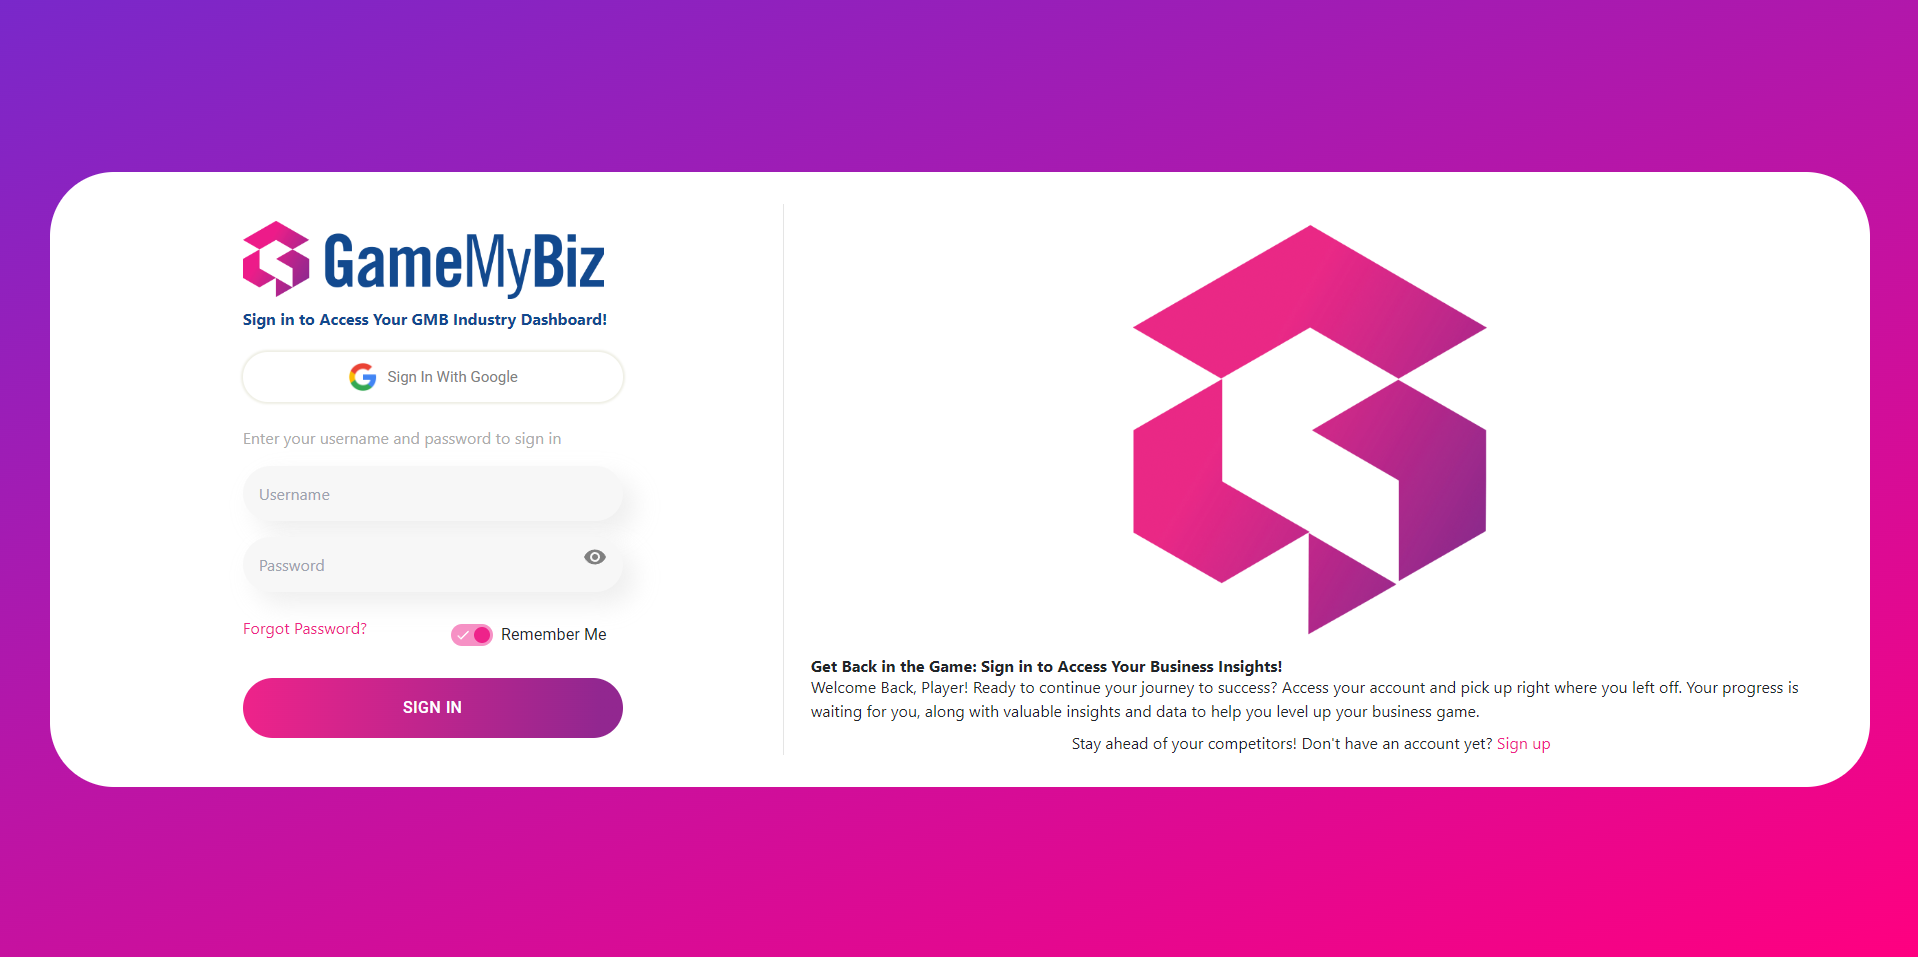 GameMyBiz
Sign in to Access Your GMB Industry Dashboard!
Sign In With Google
Enter your username and password to sign in
Username
Password
Forgot Password?
Remember Me
SIGN IN
Get Back in the Game: Sign in to Access Your Business Insights!
Welcome Back, Player! Ready to continue your journey to success? Access your account and pick up right where you left off. Your progress is
waiting for you, along with valuable insights and data to help you level up your business game.
Stay ahead of your competitors! Don't have an account yet? Sign up